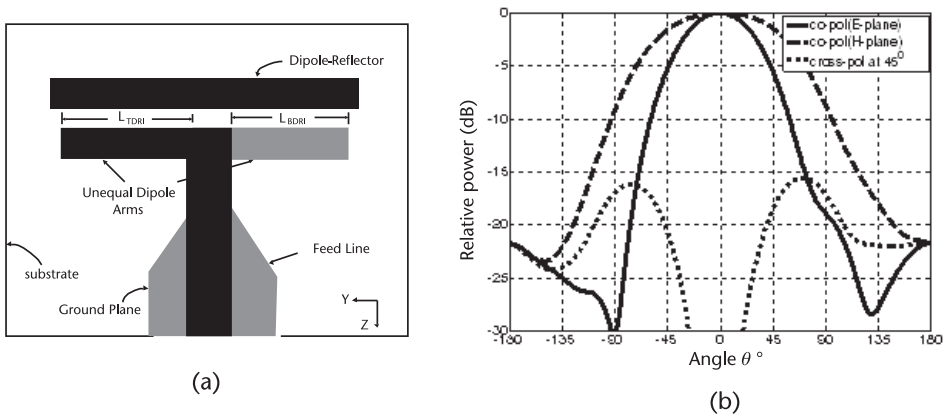 Dipole-Reflector
L TDRI
L BDRI
Unequal Dipole
Arms
Feed Line
substrate
Ground Plane
Y
Z
(a)
0
-5
-10
-15
-20
-25
-30
Relative power (dB)
co-pol(E-plane)
co-pol(H-plane)
cross-pol at 45°
-180 -135 -90 -45 0 45 90 135 180
Angle θ °
(b)